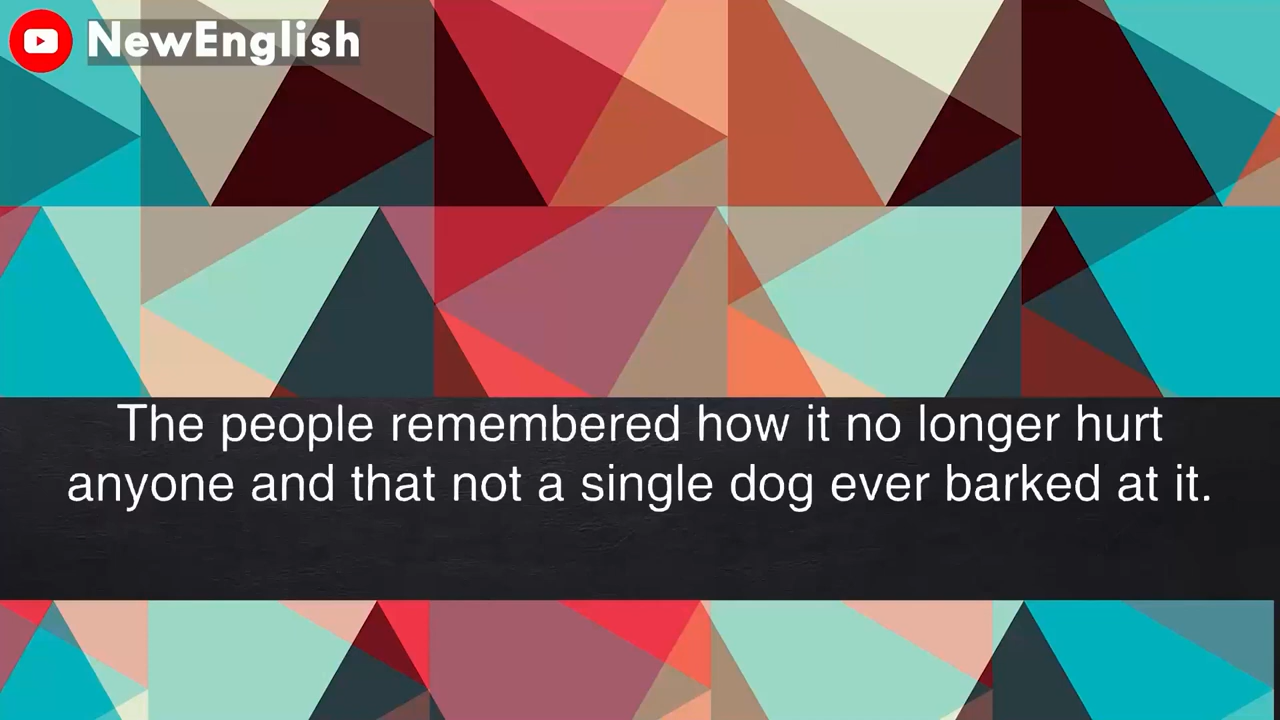 NewEnglish
The people remembered how it no longer hurt
anyone and that not a single dog ever barked at it.